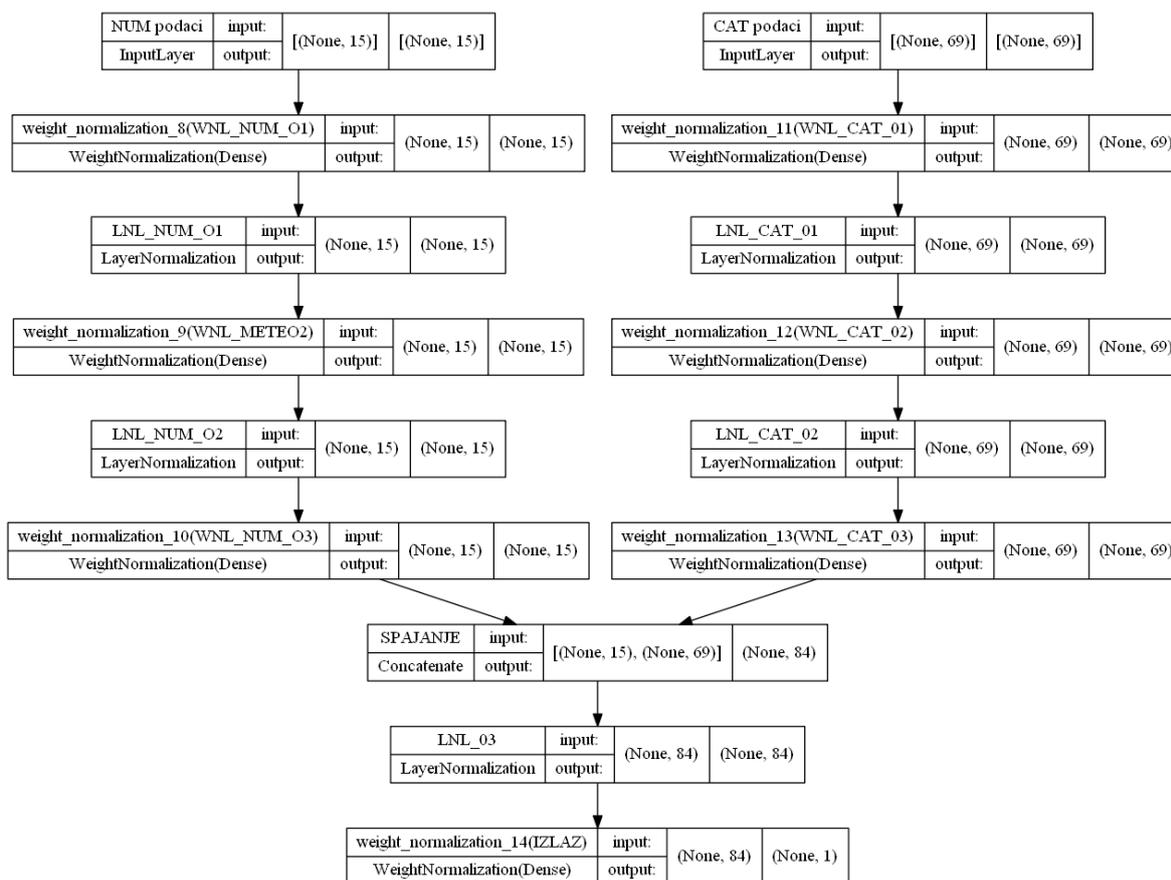 NUM podaci input: [(None, 15)] [(None, 15)]
InputLayer output:
CAT podaci input: [(None, 69)] [(None, 69)]
InputLayer output:
weight_normalization_8(WNL_NUM_O1) input: (None, 15) (None, 15)
WeightNormalization(Dense) output:
weight_normalization_11(WNL_CAT_01) input: (None, 69) (None, 69)
WeightNormalization(Dense) output:
LNL_NUM_O1 input: (None, 15) (None, 15)
LayerNormalization output:
LNL_CAT_01 input: (None, 69) (None, 69)
LayerNormalization output:
weight_normalization_9(WNL_METEO2) input: (None, 15) (None, 15)
WeightNormalization(Dense) output:
weight_normalization_12(WNL_CAT_02) input: (None, 69) (None, 69)
WeightNormalization(Dense) output:
LNL_NUM_O2 input: (None, 15) (None, 15)
LayerNormalization output:
LNL_CAT_02 input: (None, 69) (None, 69)
LayerNormalization output:
weight_normalization_10(WNL_NUM_O3) input: (None, 15) (None, 15)
WeightNormalization(Dense) output:
weight_normalization_13(WNL_CAT_03) input: (None, 69) (None, 69)
WeightNormalization(Dense) output:
SPAJANJE input: [(None, 15), (None, 69)] (None, 84)
Concatenate output:
LNL_03 input: (None, 84) (None, 84)
LayerNormalization output:
weight_normalization_14(IZLAZ) input: (None, 84) (None, 1)
WeightNormalization(Dense) output: